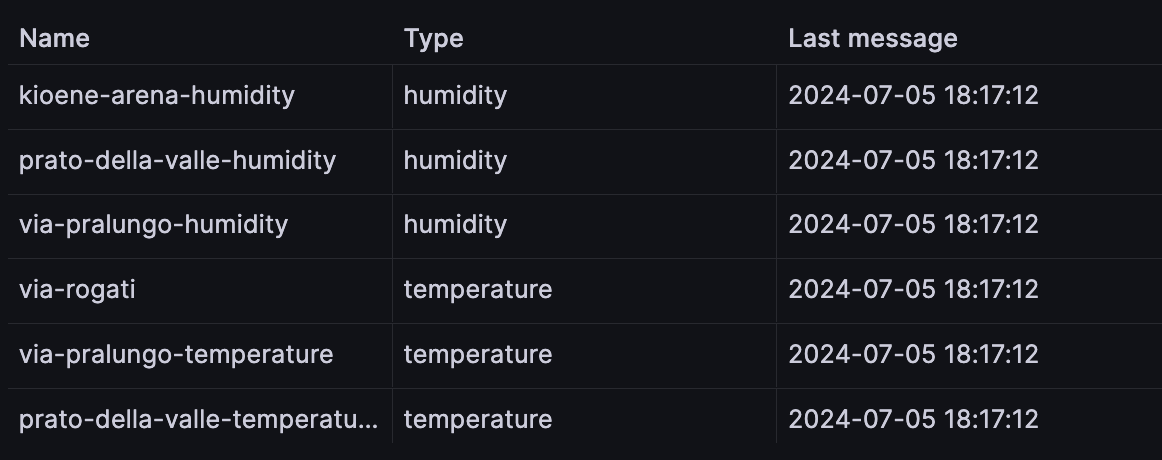 Name Type Last message
kioene-arena-humidity humidity 2024-07-05 18:17:12
prato-della-valle-humidity humidity 2024-07-05 18:17:12
via-pralungo-humidity humidity 2024-07-05 18:17:12
via-rogati temperature 2024-07-05 18:17:12
via-pralungo-temperature temperature 2024-07-05 18:17:12
prato-della-valle-temperatu... temperature 2024-07-05 18:17:12